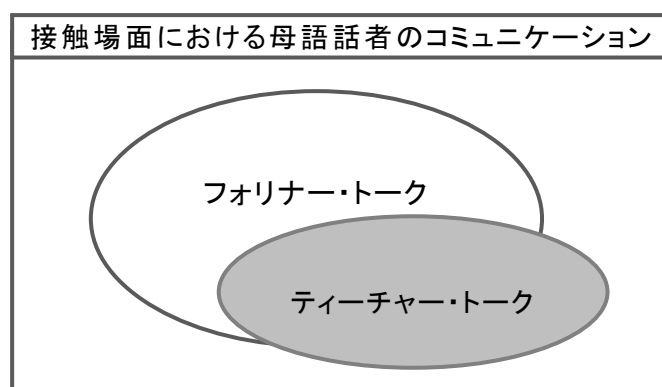 接触場面における母語話者のコミュニケーション
フォリナー・トーク
ティーチャー・トーク